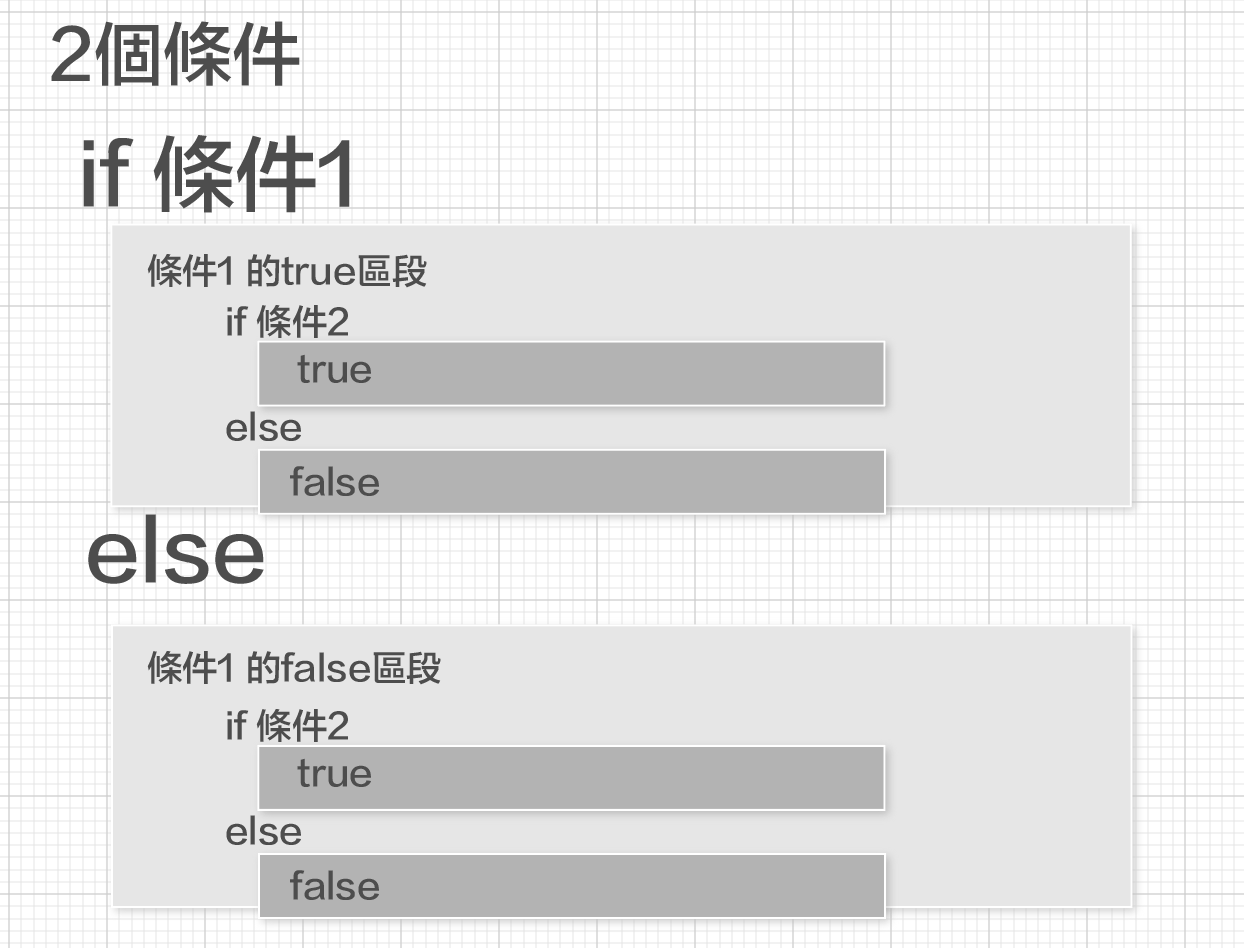 2個條件
if 條件1
條件1 的true區段
if 條件2
true
else
false
else
條件1 的false區段
if 條件2
true
else
false